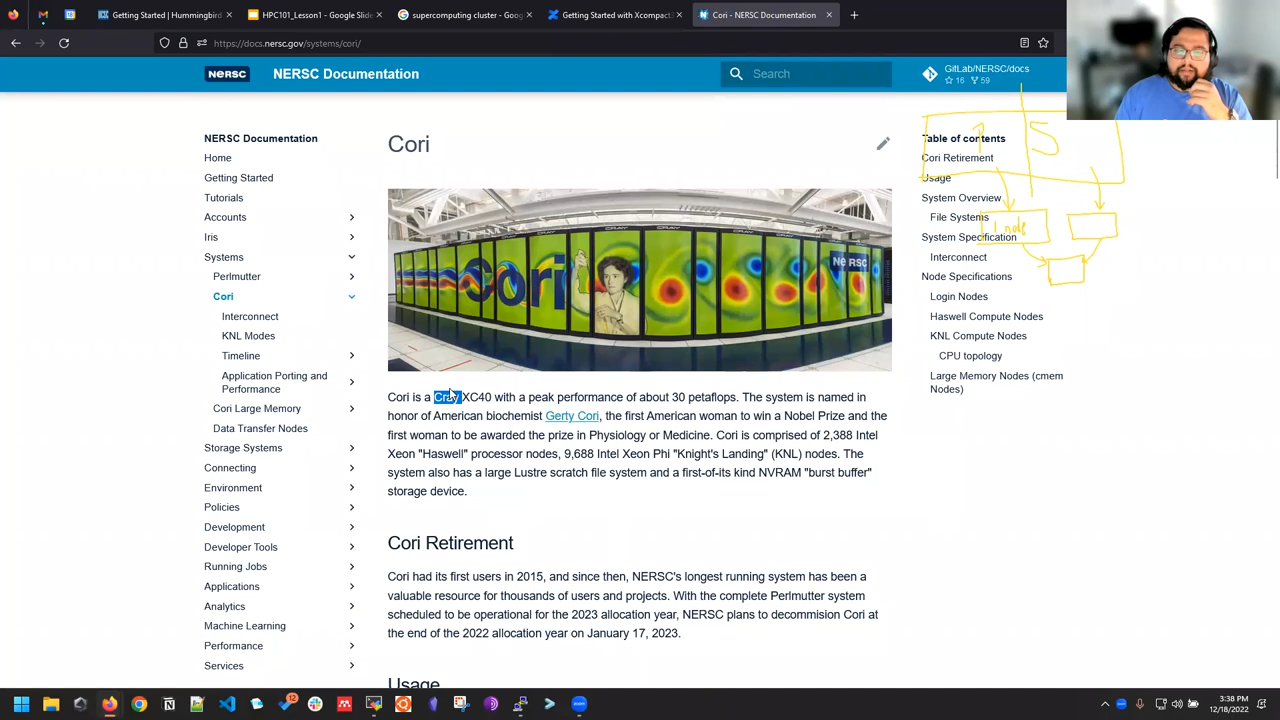 Getting Started | Hummingbird
HPC101_Lesson1 - Google Slide
supercomputing cluster - Goog
Getting Started with Xcompact3
Cori - NERSC Documentation
https://docs.nersc.gov/systems/cori/
NERSC
NERSC Documentation
Search
GitLab/NERSC/docs
16 59
NERSC Documentation
Home
Getting Started
Tutorials
Accounts
Iris
Systems
Perlmutter
Cori
Interconnect
KNL Modes
Timeline
Application Porting and
Performance
Cori Large Memory
Data Transfer Nodes
Storage Systems
Connecting
Environment
Policies
Development
Developer Tools
Running Jobs
Applications
Analytics
Machine Learning
Performance
Services
Cori
CRAY
Cori
NERSC
Cori is a Cray XC40 with a peak performance of about 30 petaflops. The system is named in
honor of American biochemist Gerty Cori, the first American woman to win a Nobel Prize and the
first woman to be awarded the prize in Physiology or Medicine. Cori is comprised of 2,388 Intel
Xeon "Haswell" processor nodes, 9,688 Intel Xeon Phi "Knight's Landing" (KNL) nodes. The
system also has a large Lustre scratch file system and a first-of-its kind NVRAM "burst buffer"
storage device.
Cori Retirement
Cori had its first users in 2015, and since then, NERSC's longest running system has been a
valuable resource for thousands of users and projects. With the complete Perlmutter system
scheduled to be operational for the 2023 allocation year, NERSC plans to decommision Cori at
the end of the 2022 allocation year on January 17, 2023.
Usage
Table of contents
Cori Retirement
Usage
System Overview
File Systems
System Specification
Interconnect
Node Specifications
Login Nodes
Haswell Compute Nodes
KNL Compute Nodes
CPU topology
Large Memory Nodes (cmem
Nodes)
S
1 node
12
3:38 PM
12/18/2022